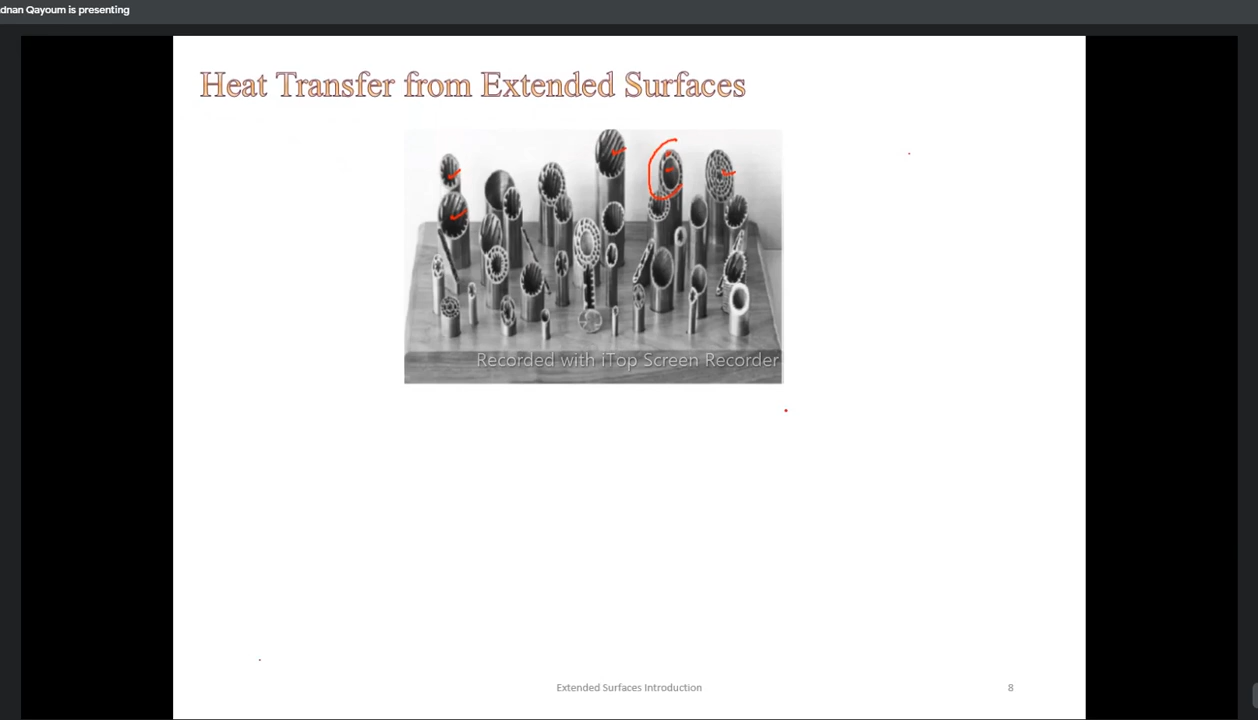 dnan Qayoum is presenting
Heat Transfer from Extended Surfaces
Recorded with iTop Screen Recorder
Extended Surfaces Introduction
8